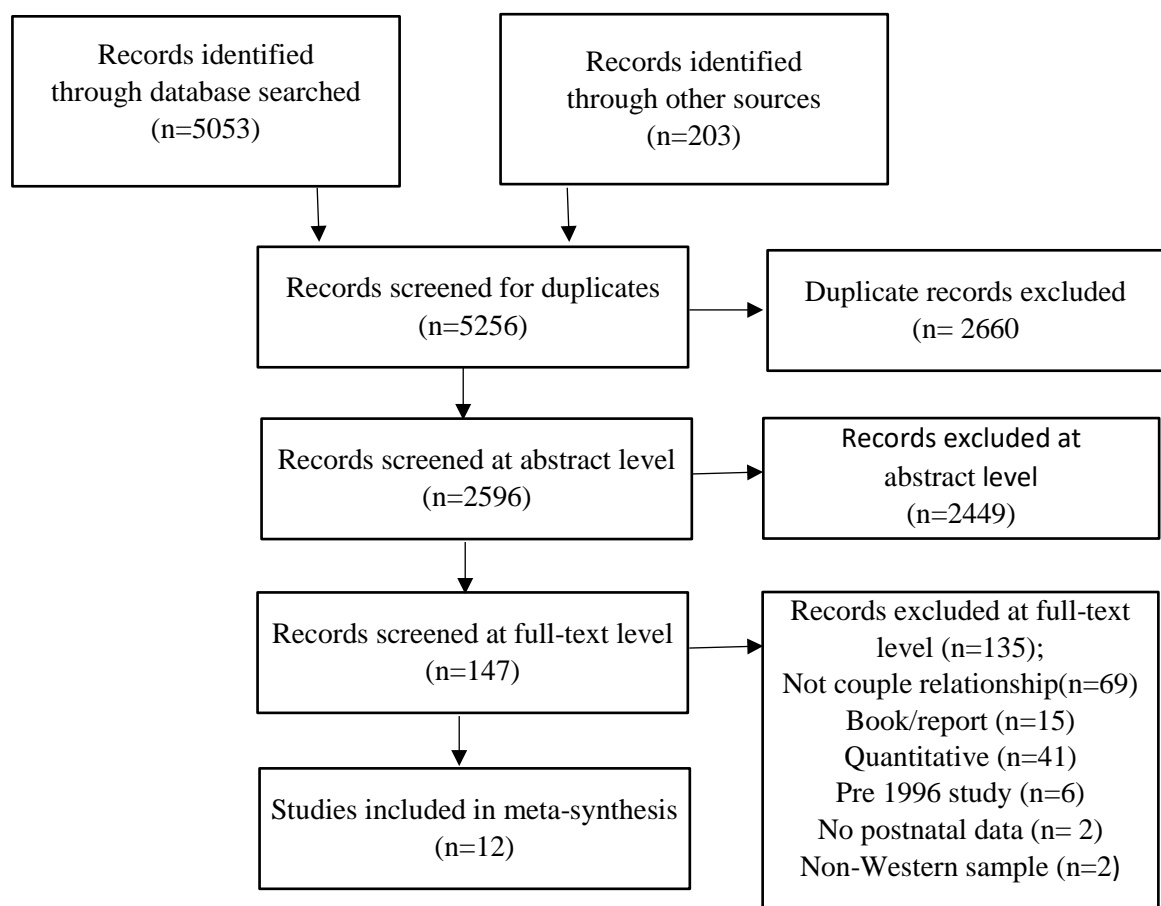 Records identified
through database searched
(n=5053)
Records identified
through other sources
(n=203)
Records screened for duplicates
(n=5256)
Duplicate records excluded
(n= 2660
Records screened at abstract level
(n=2596)
Records excluded at
abstract level
(n=2449)
Records screened at full-text level
(n=147)
Records excluded at full-text
level (n=135);
Not couple relationship(n=69)
Book/report (n=15)
Quantitative (n=41)
Pre 1996 study (n=6)
No postnatal data (n= 2)
Non-Western sample (n=2)
Studies included in meta-synthesis
(n=12)